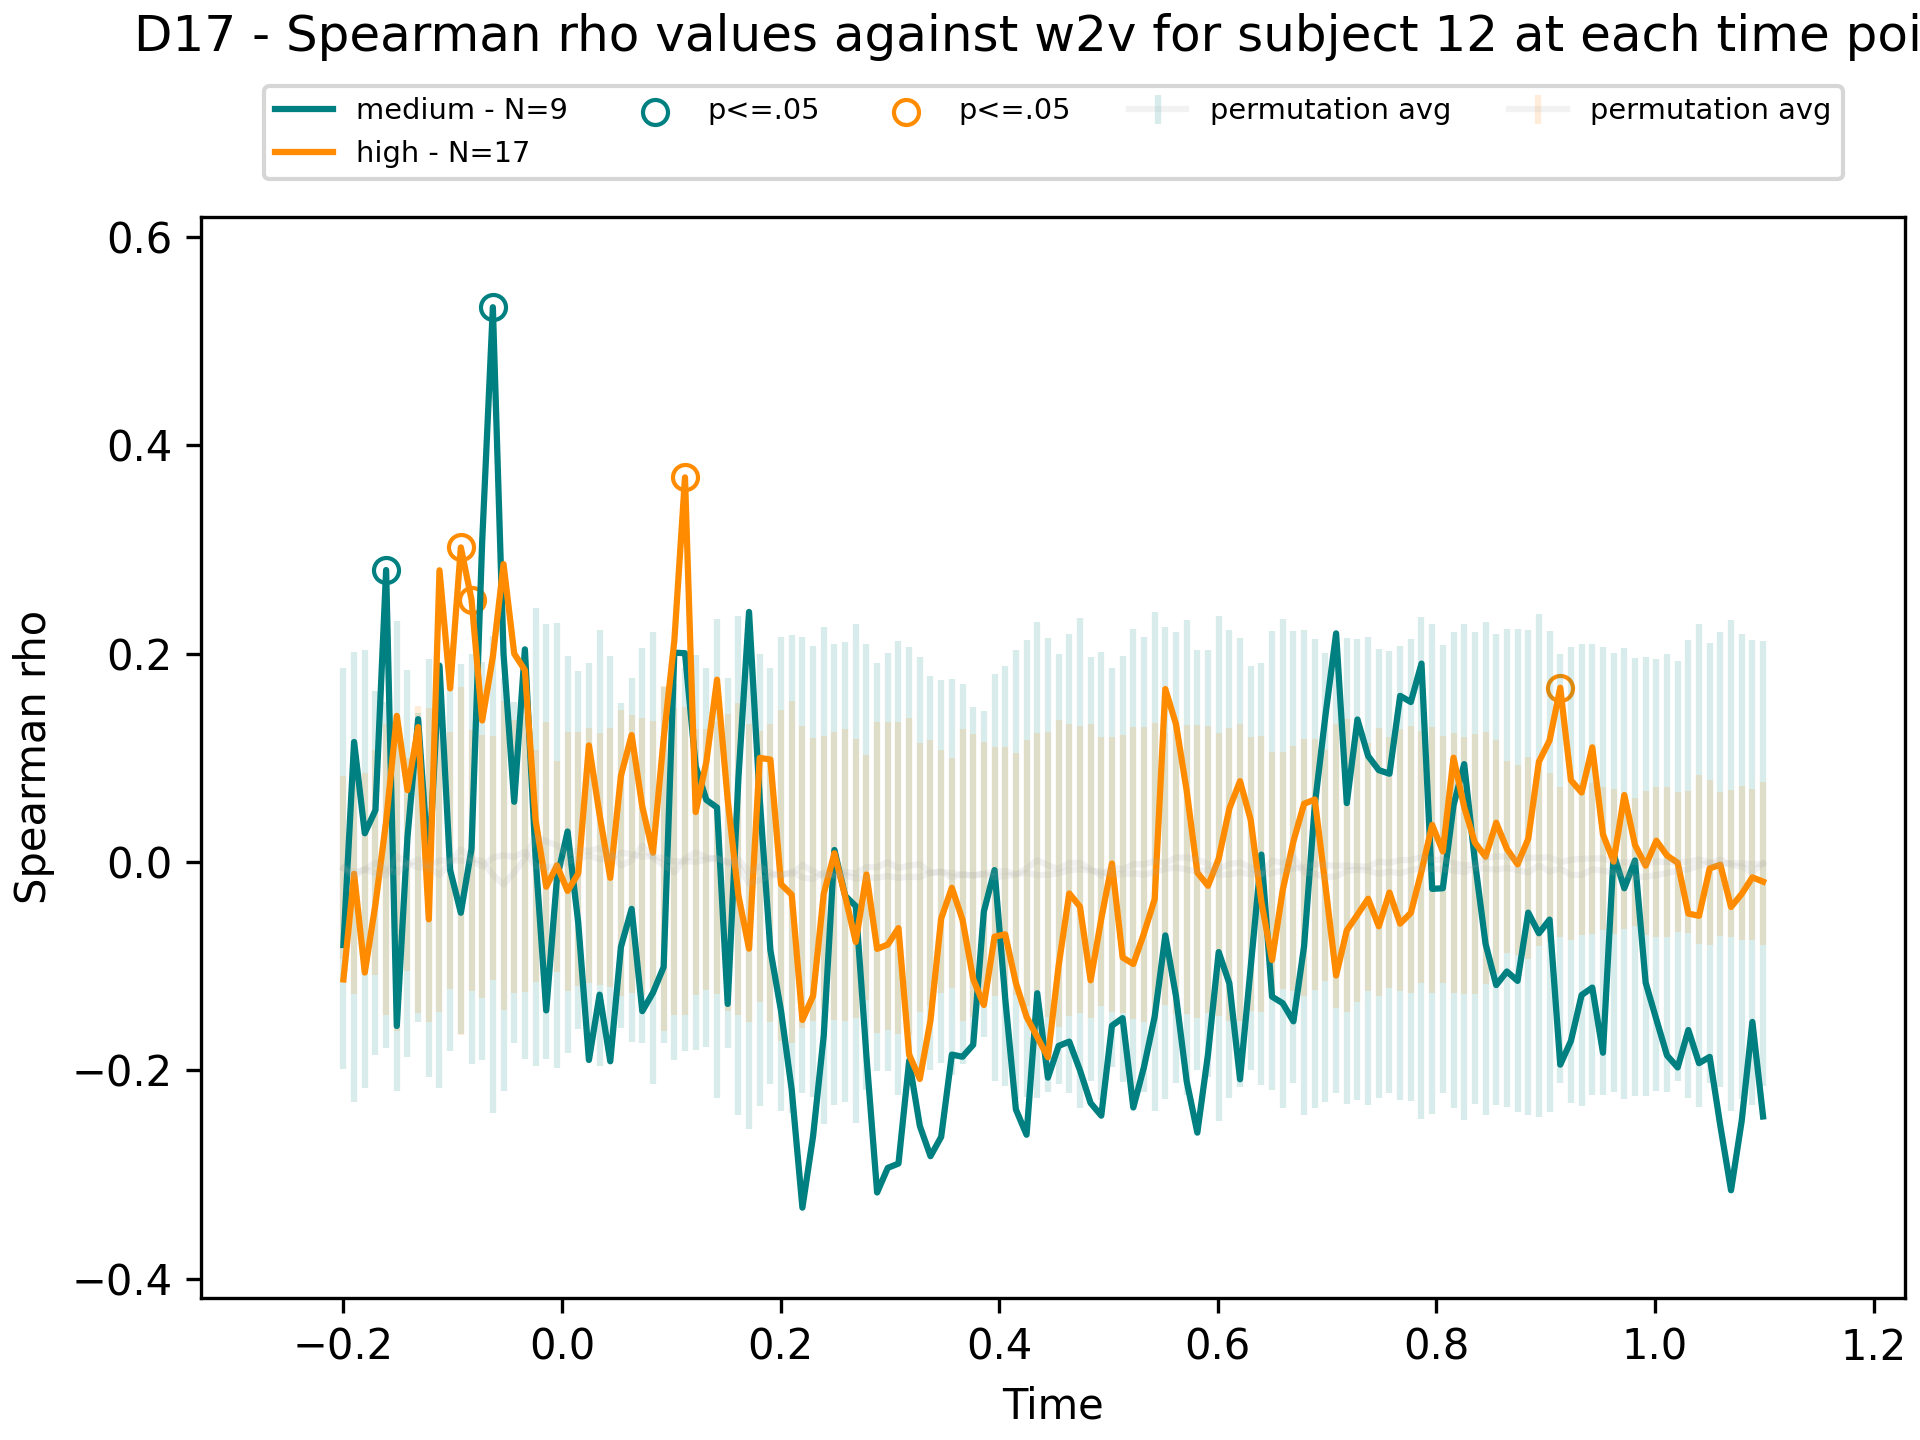 D17 - Spearman rho values against w2v for subject 12 at each time poi
medium - N=9
high - N=17
p<=.05
p<=.05
permutation avg
permutation avg
0.6
0.4
0.2
0.0
−0.2
−0.4
Spearman rho
−0.2 0.0 0.2 0.4 0.6 0.8 1.0 1.2
Time